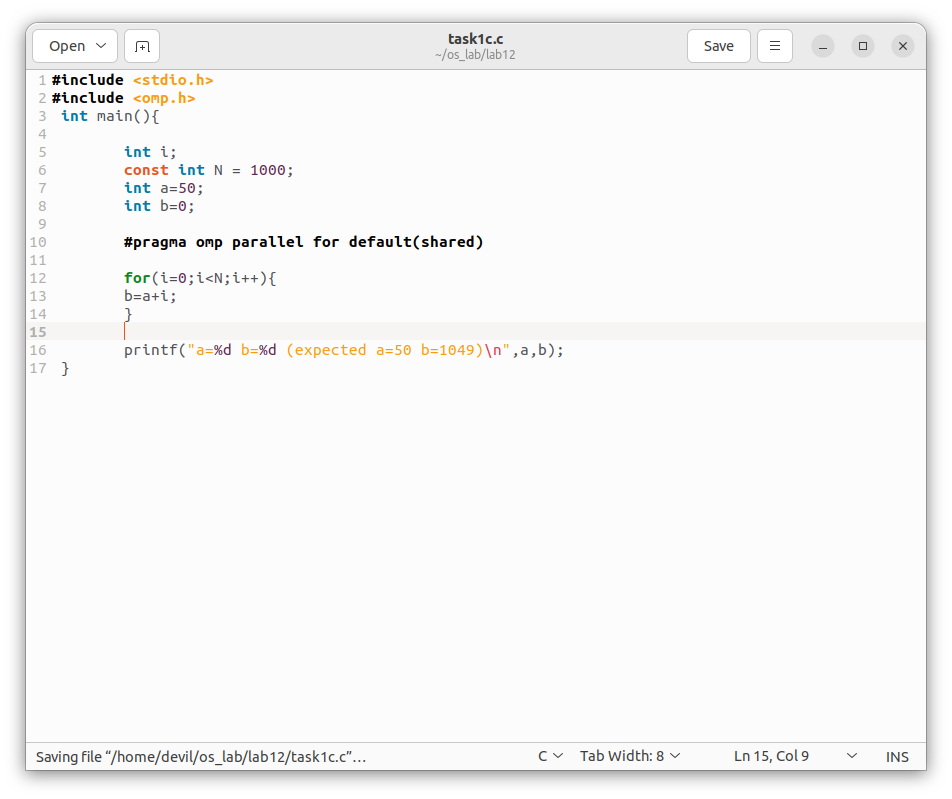 Open
task1c.c
~/os_lab/lab12
Save
1 #include <stdio.h>
2 #include <omp.h>
3 int main(){
4
5 int i;
6 const int N = 1000;
7 int a=50;
8 int b=0;
9
10 #pragma omp parallel for default(shared)
11
12 for(i=0;i<N;i++){
13 b=a+i;
14 }
15
16 printf("a=%d b=%d (expected a=50 b=1049)\n",a,b);
17 }
Saving file “/home/devil/os_lab/lab12/task1c.c”… C Tab Width: 8 Ln 15, Col 9 INS